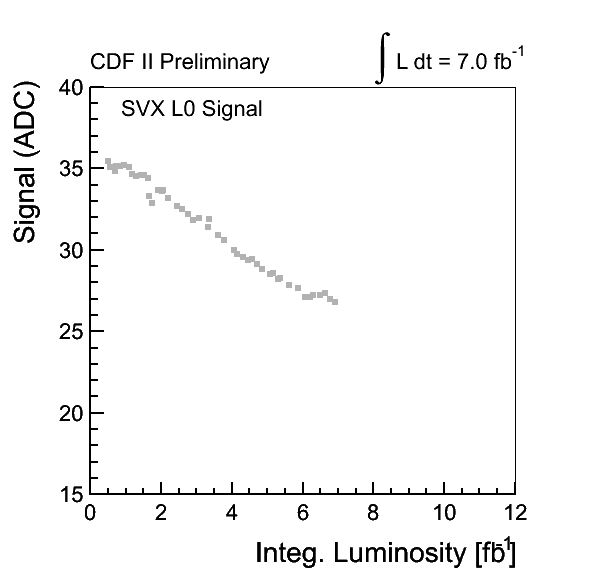 CDF II Preliminary
∫ L dt = 7.0 fb⁻¹
SVX L0 Signal
Signal (ADC)
40
35
30
25
20
15
0 2 4 6 8 10 12
Integ. Luminosity [fb⁻¹]